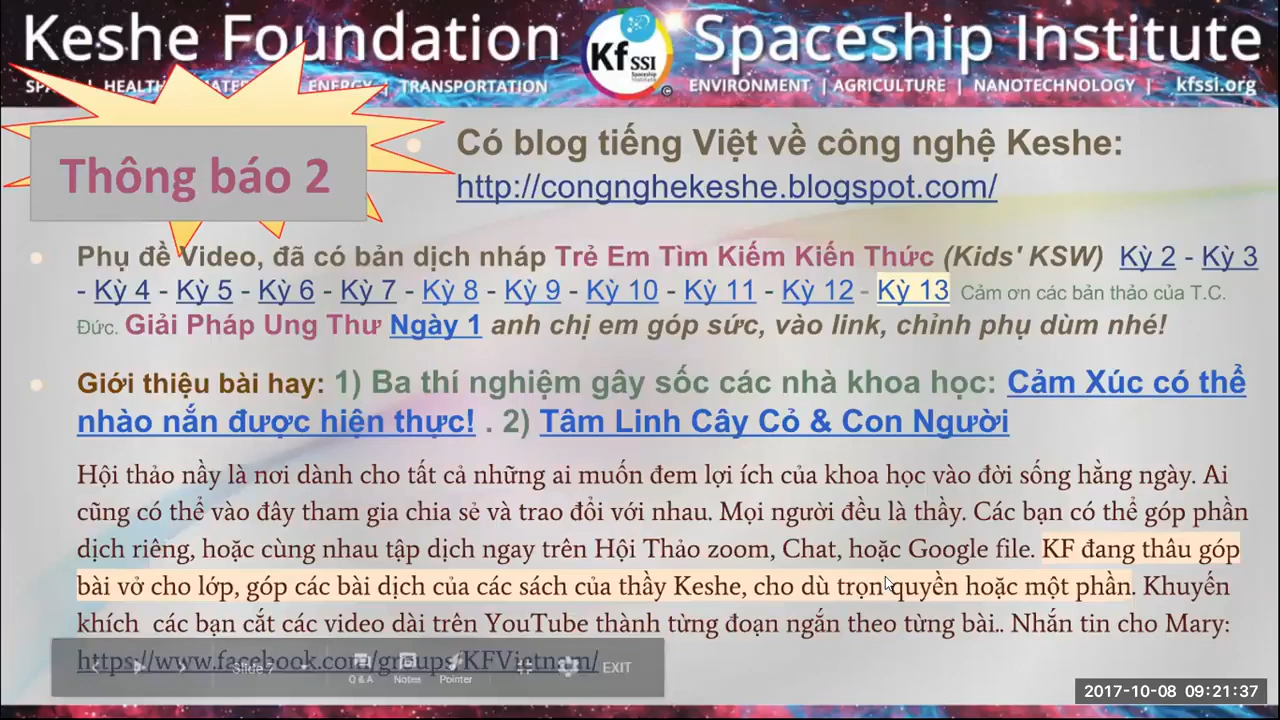 Keshe Foundation Kf SSI Spaceship Institute © Spaceship Institute
ENERGY | TRANSPORTATION ENVIRONMENT | AGRICULTURE | NANOTECHNOLOGY | kfssi.org
Thông báo 2
Có blog tiếng Việt về công nghệ Keshe:
http://congnghekeshe.blogspot.com/
Phụ đề Video, đã có bản dịch nháp Trẻ Em Tìm Kiếm Kiến Thức (Kids' KSW) Kỳ 2 - Kỳ 3
- Kỳ 4 - Kỳ 5 - Kỳ 6 - Kỳ 7 - Kỳ 8 - Kỳ 9 - Kỳ 10 - Kỳ 11 - Kỳ 12 - Kỳ 13 Cảm ơn các bản thảo của T.C.
Đức. Giải Pháp Ung Thư Ngày 1 anh chị em góp sức, vào link, chỉnh phụ dùm nhé!
Giới thiệu bài hay: 1) Ba thí nghiệm gây sốc các nhà khoa học: Cảm Xúc có thể
nhào nắn được hiện thực! . 2) Tâm Linh Cây Cỏ & Con Người
Hội thảo nầy là nơi dành cho tất cả những ai muốn đem lợi ích của khoa học vào đời sống hằng ngày. Ai
cũng có thể vào đây tham gia chia sẻ và trao đổi với nhau. Mọi người đều là thầy. Các bạn có thể góp phần
dịch riêng, hoặc cùng nhau tập dịch ngay trên Hội Thảo zoom, Chat, hoặc Google file. KF đang thâu góp
bài vở cho lớp, góp các bài dịch của các sách của thầy Keshe, cho dù trọn quyền hoặc một phần. Khuyến
khích các bạn cắt các video dài trên YouTube thành từng đoạn ngắn theo từng bài.. Nhắn tin cho Mary:
https://www.facebook.com/groups/KFVietnam/
Slide 7 Q & A Notes Pointer EXIT
2017-10-08 09:21:37